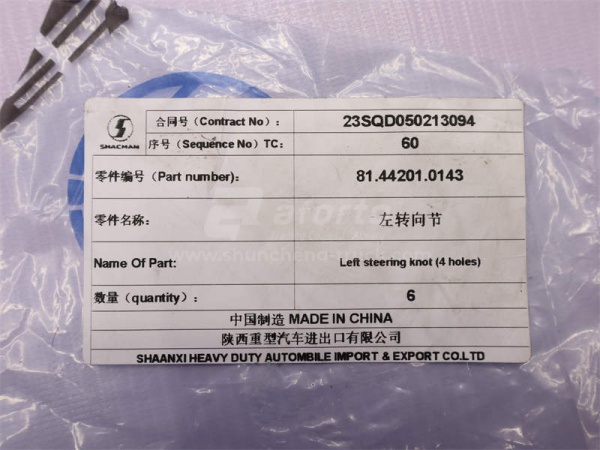 SHACMAN
合同号（Contract No）： 23SQD050213094
序号（Sequence No）TC： 60
零件编号（Part number）: 81.44201.0143
零件名称： 左转向节
Name Of Part: Left steering knot (4 holes)
数量（quantity）： 6
中国制造 MADE IN CHINA
陕西重型汽车进出口有限公司
SHAANXI HEAVY DUTY AUTOMBILE IMPORT & EXPORT CO.LTD